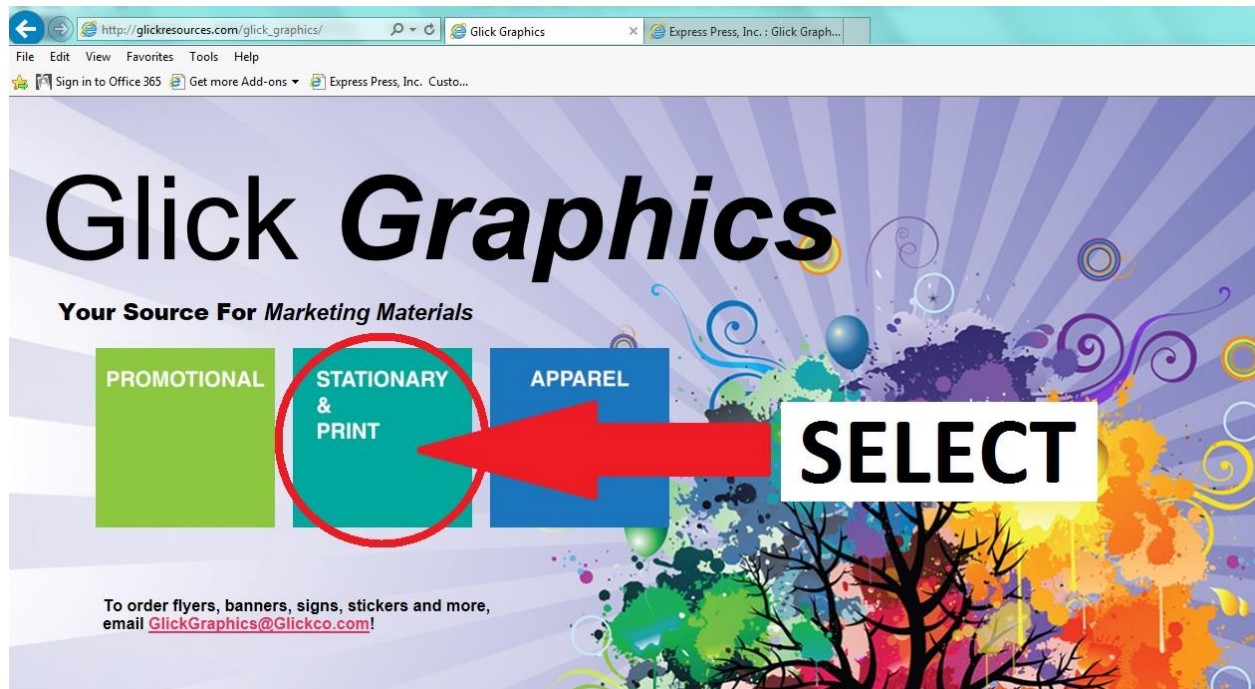 http://glickresources.com/glick_graphics/
Glick Graphics
Express Press, Inc. : Glick Graph...
File Edit View Favorites Tools Help
Sign in to Office 365 Get more Add-ons Express Press, Inc. Custo...
Glick Graphics
Your Source For Marketing Materials
PROMOTIONAL
STATIONARY
&
PRINT
APPAREL
SELECT
To order flyers, banners, signs, stickers and more,
email GlickGraphics@Glickco.com!